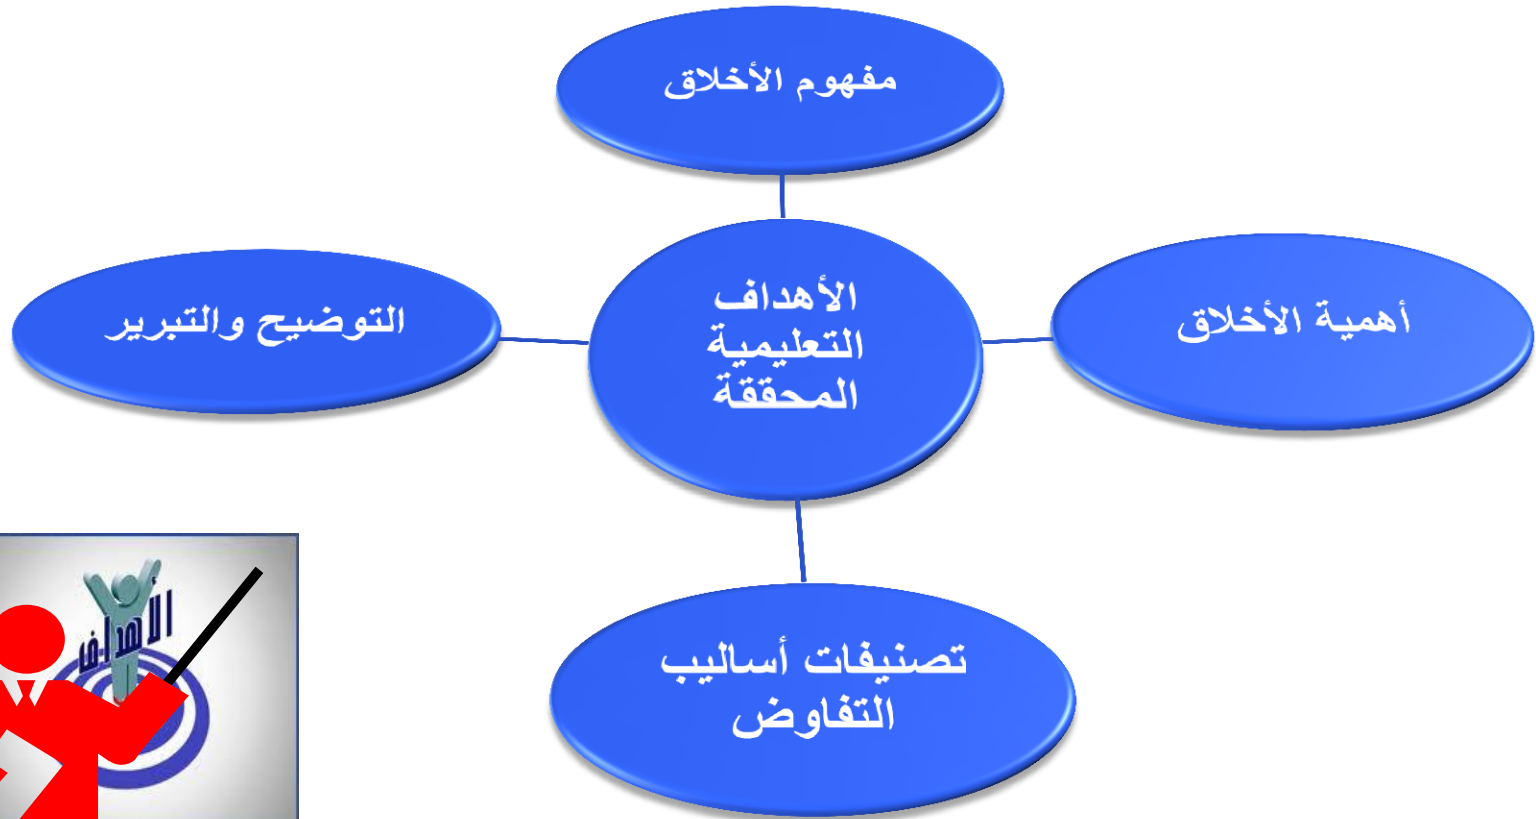 مفهوم الأخلاق
الأهداف
التعليمية
المحققة
أهمية الأخلاق
التوضيح والتبرير
تصنيفات أساليب
التفاوض
الأهداف